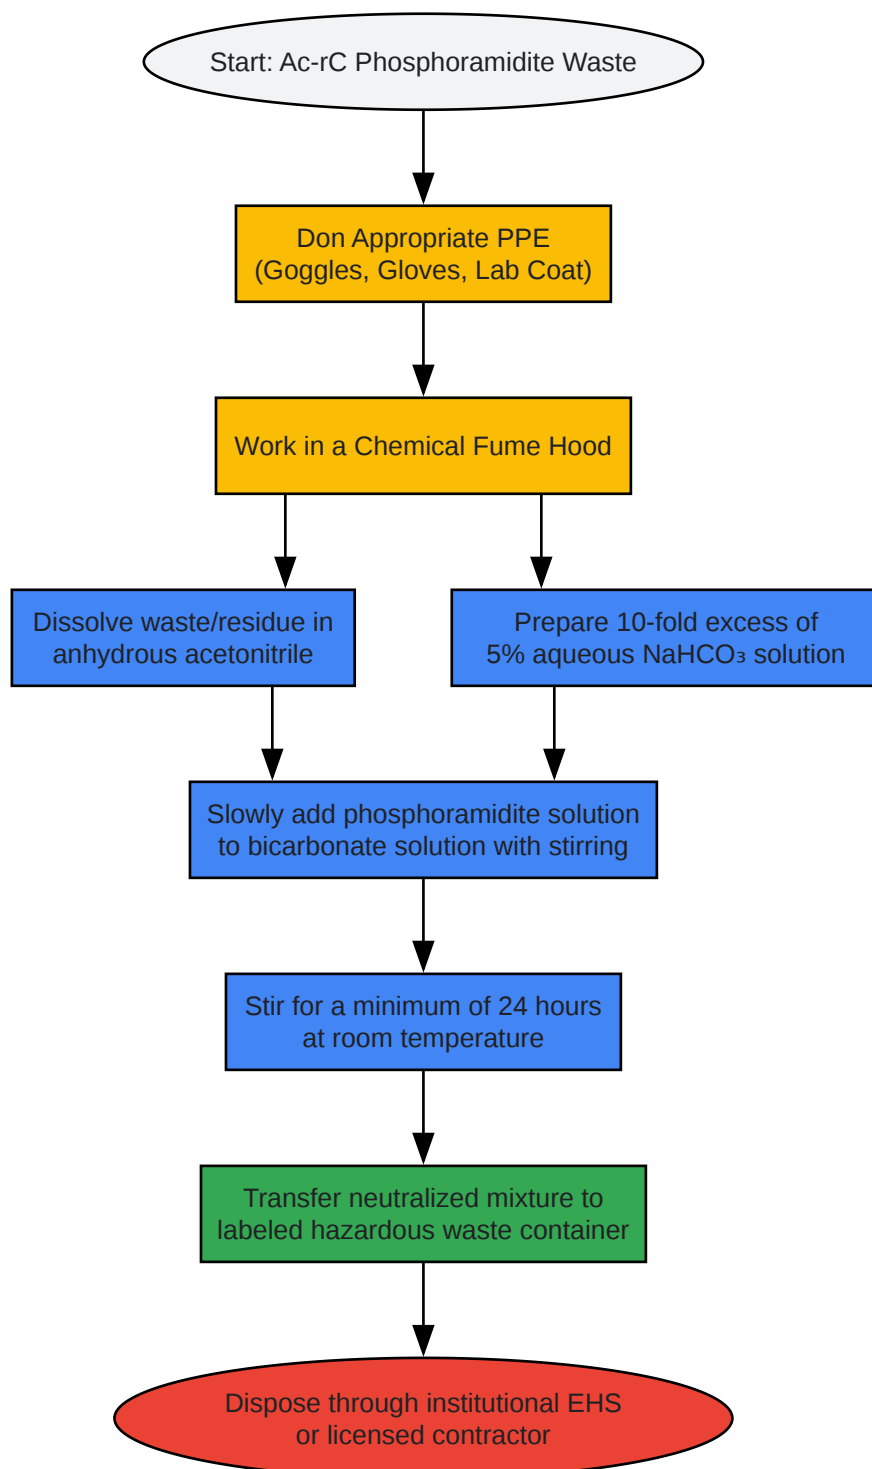 Start: Ac-rC Phosphoramidite Waste
Don Appropriate PPE
(Goggles, Gloves, Lab Coat)
Work in a Chemical Fume Hood
Dissolve waste/residue in
anhydrous acetonitrile
Prepare 10-fold excess of
5% aqueous NaHCO₃ solution
Slowly add phosphoramidite solution
to bicarbonate solution with stirring
Stir for a minimum of 24 hours
at room temperature
Transfer neutralized mixture to
labeled hazardous waste container
Dispose through institutional EHS
or licensed contractor